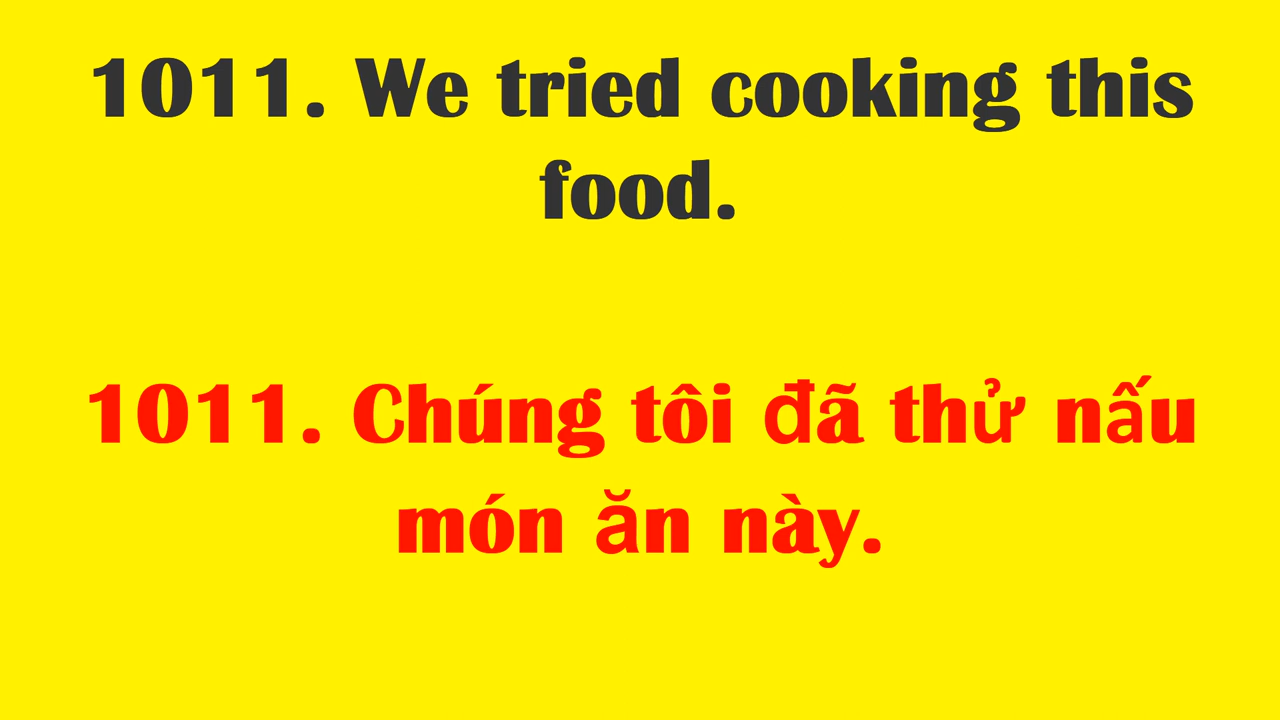 1011. We tried cooking this
food.
1011. Chúng tôi đã thử nấu
món ăn này.